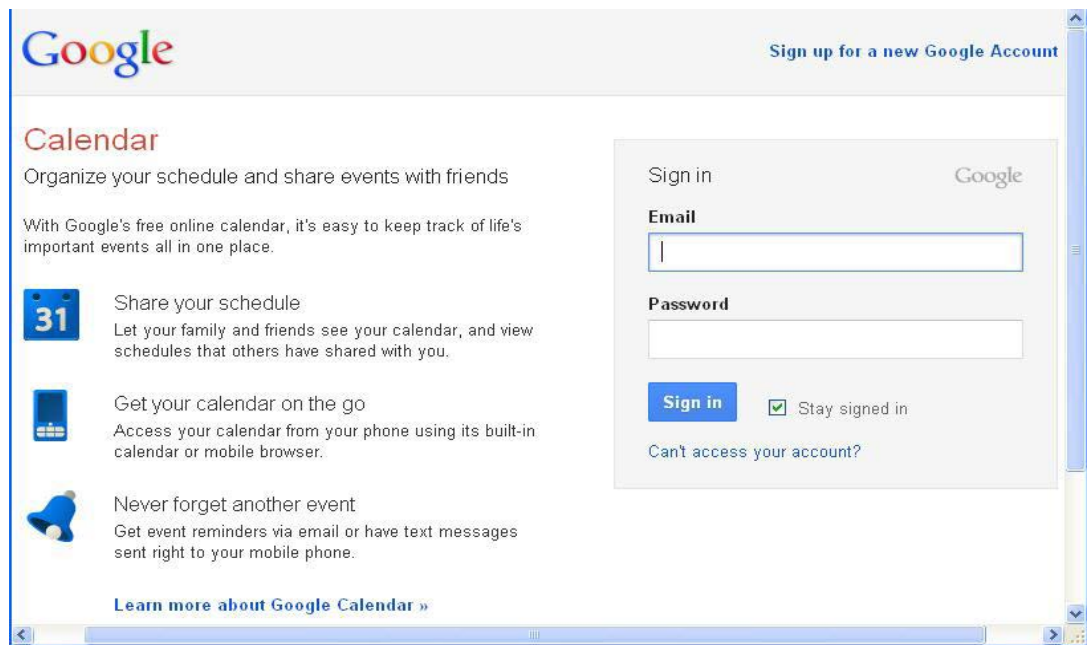 Google
Sign up for a new Google Account
Calendar
Organize your schedule and share events with friends
With Google's free online calendar, it's easy to keep track of life's
important events all in one place.
31
Share your schedule
Let your family and friends see your calendar, and view
schedules that others have shared with you.
Get your calendar on the go
Access your calendar from your phone using its built-in
calendar or mobile browser.
Never forget another event
Get event reminders via email or have text messages
sent right to your mobile phone.
Learn more about Google Calendar »
Sign in Google
Email
Password
Sign in Stay signed in
Can't access your account?